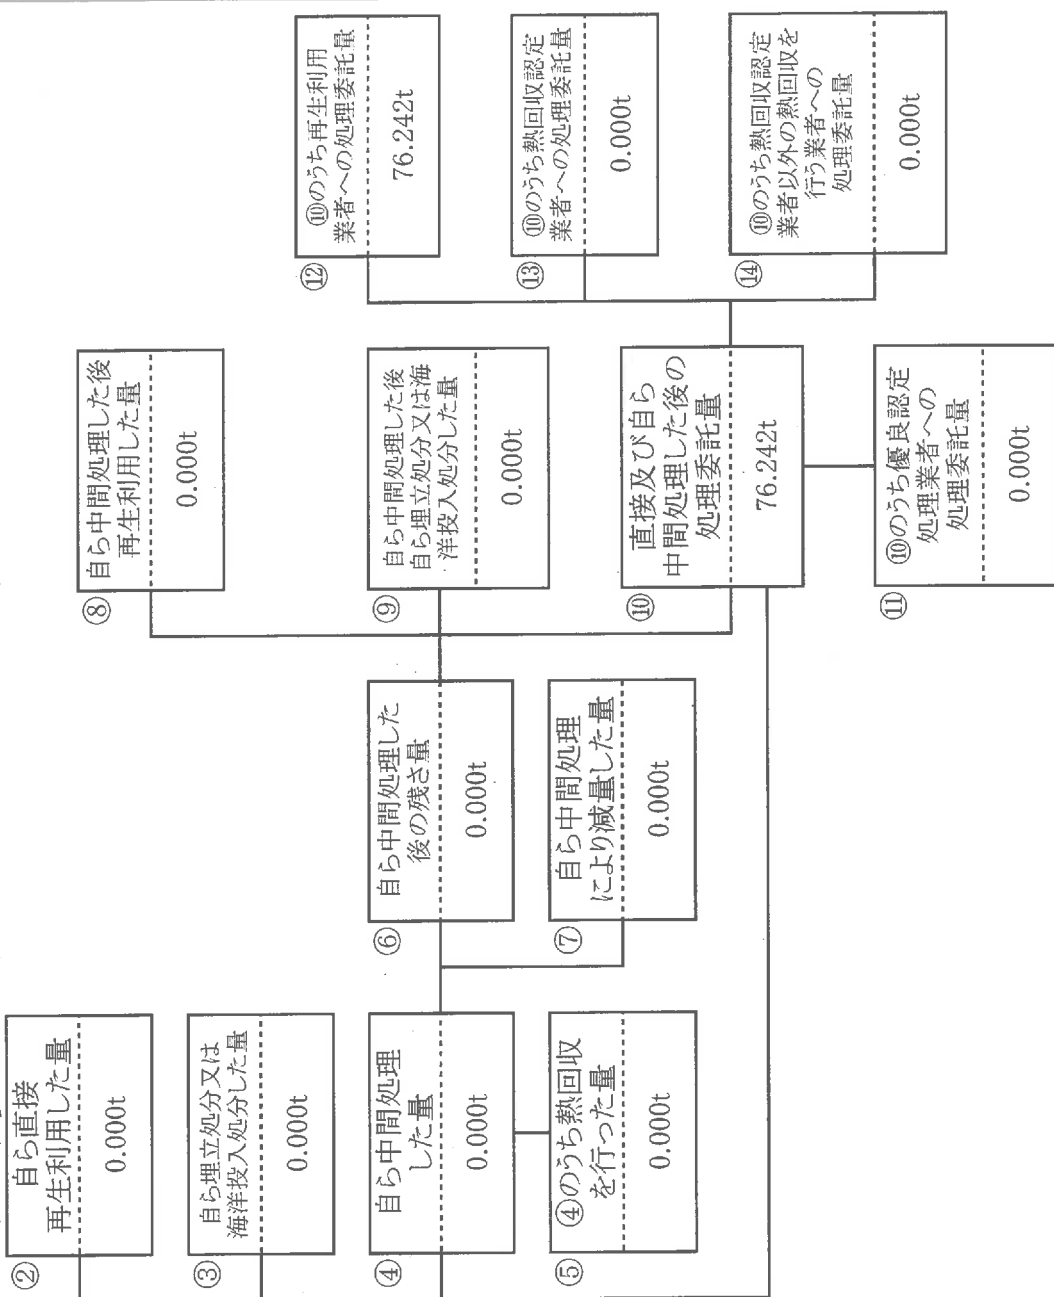 ②
自ら直接
再生利用した量
0.000t
③
自ら埋立処分又は
海洋投入処分した量
0.000t
④
自ら中間処理
した量
0.000t
⑤
④のうち熱回収
を行った量
0.000t
⑥
自ら中間処理した
後の残さ量
0.000t
⑦
自ら中間処理
により減量した量
0.000t
⑧
自ら中間処理した後
再生利用した量
0.000t
⑨
自ら中間処理した後
自ら埋立処分又は海
洋投入処分した量
0.000t
⑩
直接及び自ら
中間処理した後の
処理委託量
76.242t
⑪
⑩のうち優良認定
処理業者への
処理委託量
0.000t
⑫
⑩のうち再生利用
業者への処理委託量
76.242t
⑬
⑩のうち熱回収認定
業者への処理委託量
0.000t
⑭
⑩のうち熱回収認定
業者以外の熱回収を
行う業者への
処理委託量
0.000t